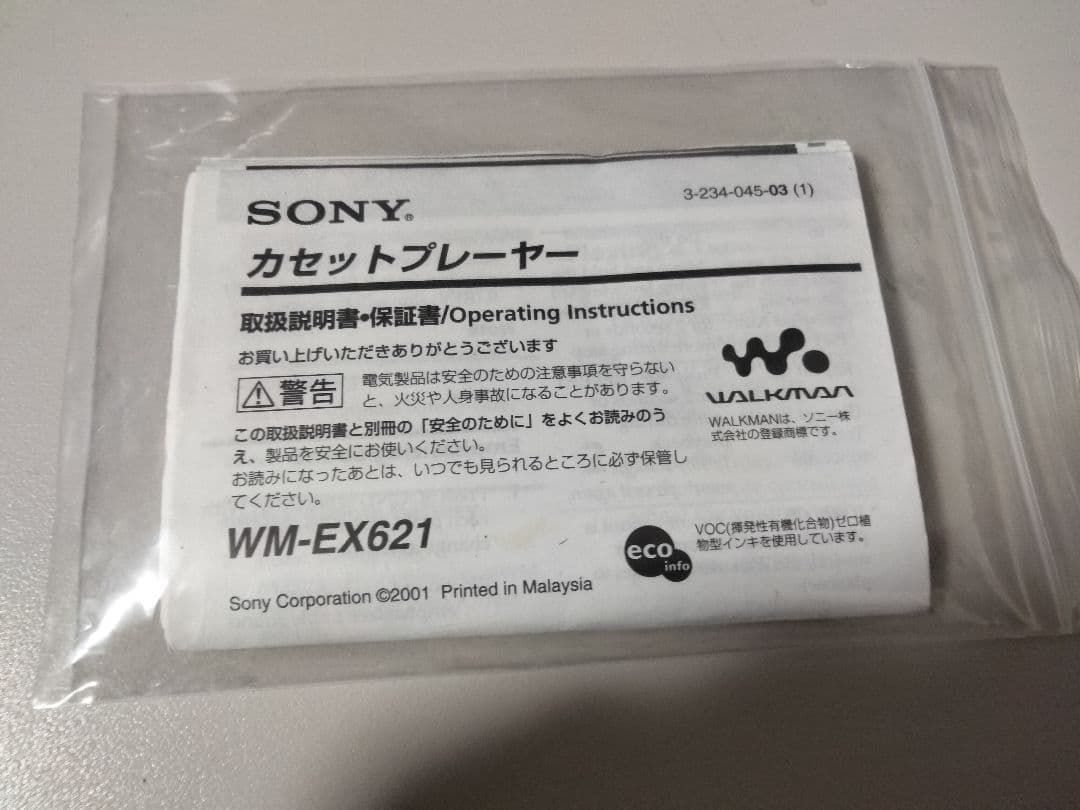 3-234-045-03 (1)
SONY®
カセットプレーヤー
取扱説明書•保証書/Operating Instructions
お買い上げいただきありがとうございます
警告
電気製品は安全のための注意事項を守らない
と、火災や人身事故になることがあります。
この取扱説明書と別冊の「安全のために」をよくお読みのう
え、製品を安全にお使いください。
お読みになったあとは、いつでも見られるところに必ず保管し
てください。
WALKMAN
WALKMANは、ソニー株
式会社の登録商標です。
WM-EX621
eco
info
VOC(揮発性有機化合物)ゼロ植
物型インキを使用しています。
Sony Corporation ©2001 Printed in Malaysia